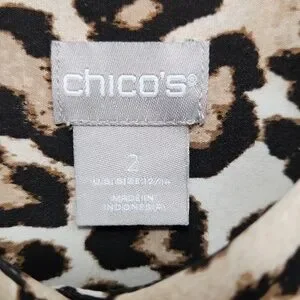 chico's®
2
U.S. SIZE 12/14
MADE IN
INDONESIA